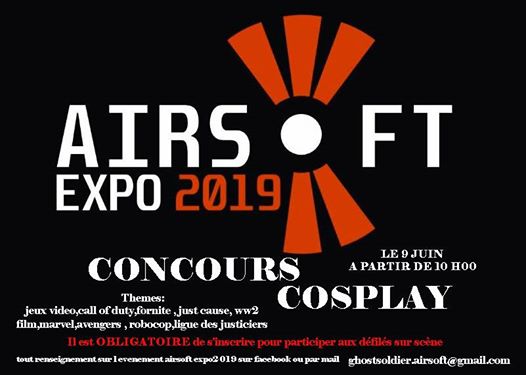 AIRSOFT
EXPO 2019
LE 9 JUIN
A PARTIR DE 10 H00
CONCOURS
COSPLAY
Themes:
jeux video,call of duty,fornite , just cause, ww2
film,marvel,avengers , robocop,ligue des justiciers
Il est OBLIGATOIRE de s'inscrire pour participer aux défilés sur scène
tout renseignement sur l evenement airsoft expo2 019 sur facebook ou par mail ghostsoldier.airsoft@gmail.com